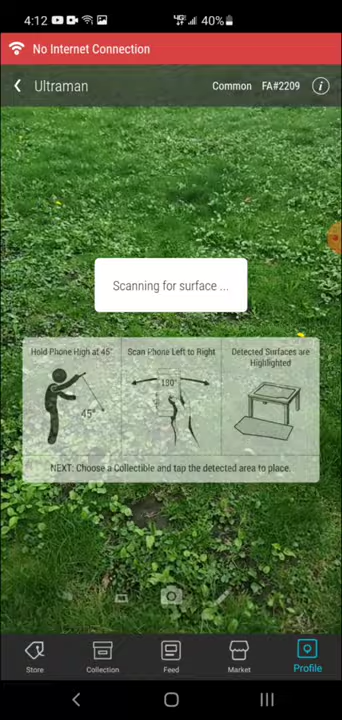 4:12
40%
No Internet Connection
Ultraman Common FA#2209 i
Scanning for surface ...
Hold Phone High at 45°
Scan Phone Left to Right
Detected Surfaces are
Highlighted
45°
180°
NEXT: Choose a Collectible and tap the detected area to place.
Store Collection Feed Market Profile